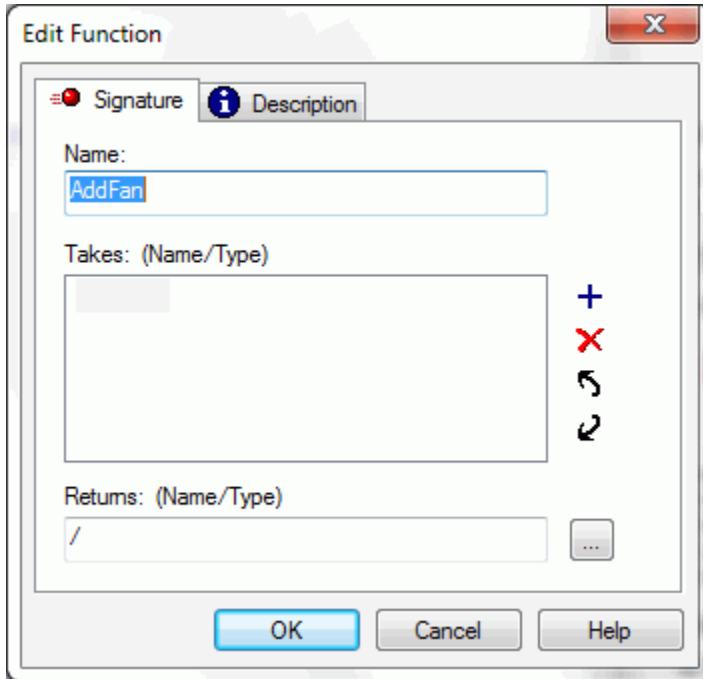 Edit Function
Signature
Description
Name:
AddFan
Takes: (Name/Type)
Returns: (Name/Type)
/
...
OK
Cancel
Help